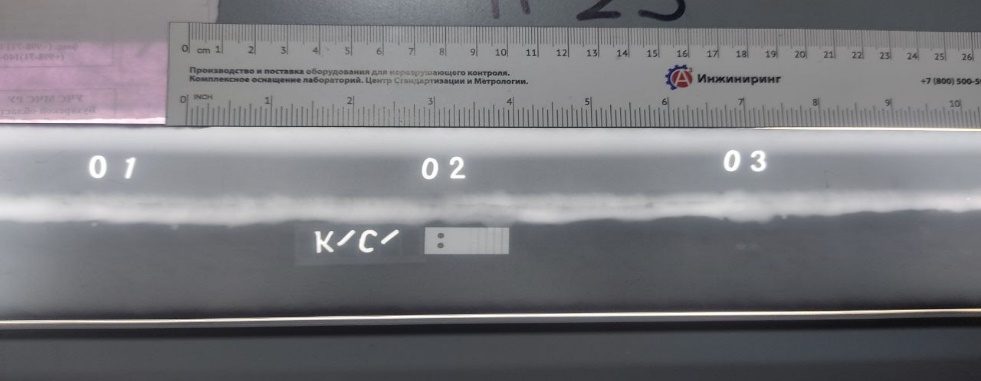 23
0 cm 1 2 3 4 5 6 7 8 9 10 11 12 13 14 15 16 17 18 19 20 21 22 23 24 25 26
Производство и поставка оборудования для неразрушающего контроля.
Комплексное оснащение лабораторий. Центр Стандартизации и Метрологии.
А Инжиниринг
+7 (800) 500-5
0 INCH 1 2 3 4 5 6 7 8 9 10
0 1 0 2 0 3
К/С/